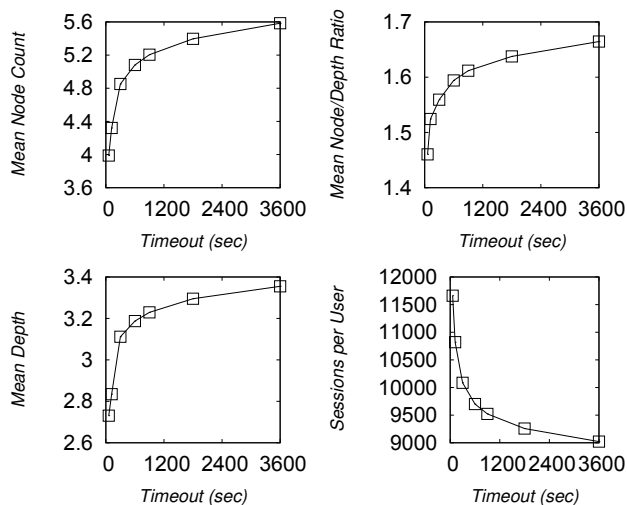 Mean Node Count
5.6
5.2
4.8
4.4
4
3.6
0 1200 2400 3600
Timeout (sec)
Mean Node/Depth Ratio
1.7
1.6
1.5
1.4
0 1200 2400 3600
Timeout (sec)
Mean Depth
3.4
3.2
3
2.8
2.6
0 1200 2400 3600
Timeout (sec)
Sessions per User
12000
11500
11000
10500
10000
9500
9000
0 1200 2400 3600
Timeout (sec)